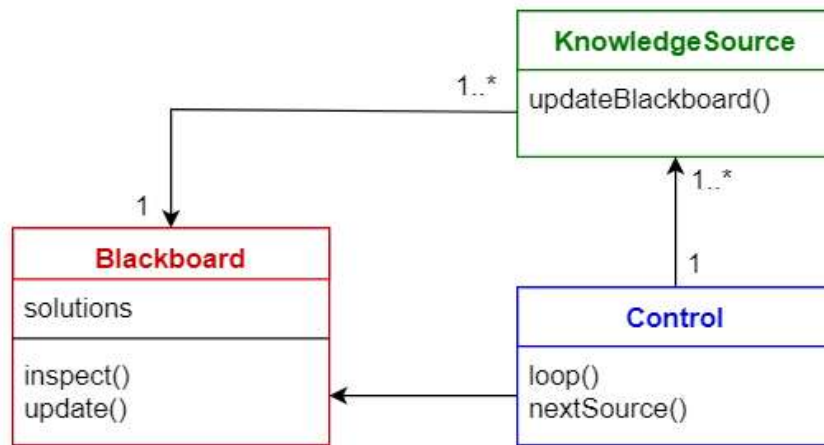 KnowledgeSource
updateBlackboard()
1..*
1
1..*
1
Blackboard
solutions
inspect()
update()
Control
loop()
nextSource()